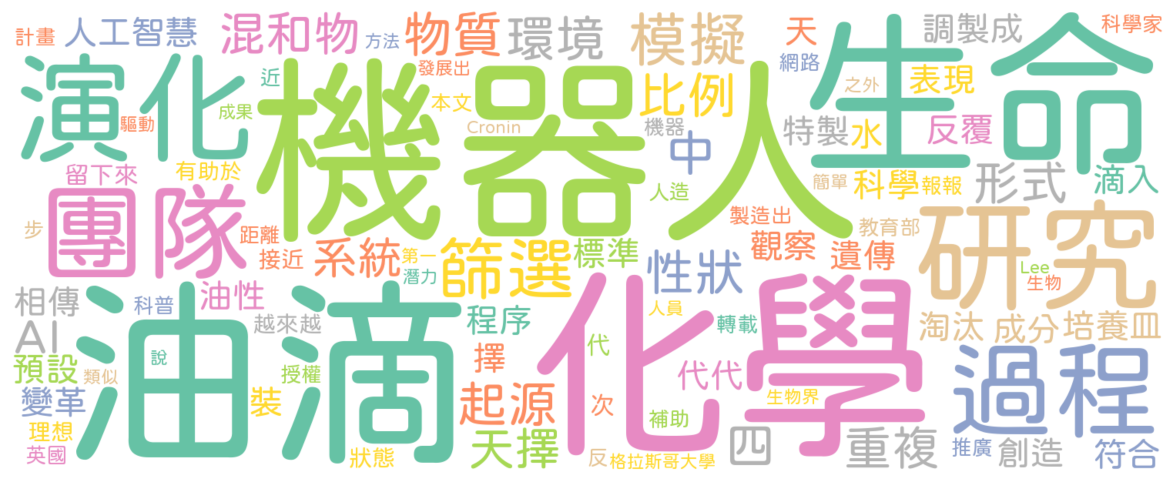 計畫
人工智慧
混和物
方法
物質
環境
模擬
天
調製成
科學家
演化
機器人
生命
近
發展出
本文
比例
網路
之外
表現
成果
驅動
Cronin
機器
中
特製
水
反覆
留下來
有助於
人造
簡單
科學
報報
形式
滴入
團隊
步
距離
接近
系統
第一
潛力
篩選
標準
性狀
製造出
觀察
遺傳
教育部
研究
Lee
生物
相傳
科普
油性
油滴
化學
越來越
程序
人員
轉載
淘汰
成分
培養皿
AI
說
代
擇
代代
過程
預設
類似
授權
變革
裝
起源
次
補助
生物界
理想
英國
狀態
天擇
反
格拉斯哥大學
四
重複
推廣
創造
符合